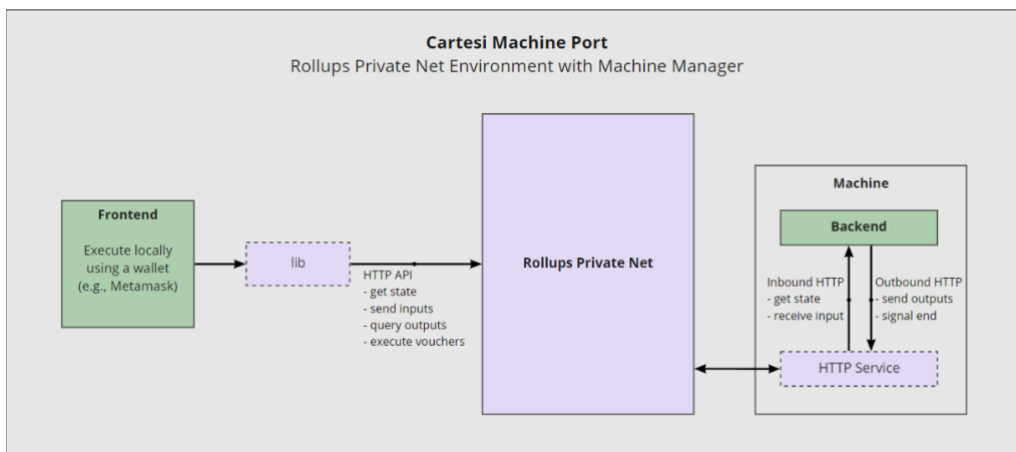 Cartesi Machine Port
Rollups Private Net Environment with Machine Manager
Frontend
Execute locally
using a wallet
(e.g., Metamask)
lib
HTTP API
- get state
- send inputs
- query outputs
- execute vouchers
Rollups Private Net
Machine
Backend
Inbound HTTP
- get state
- receive input
Outbound HTTP
- send outputs
- signal end
HTTP Service